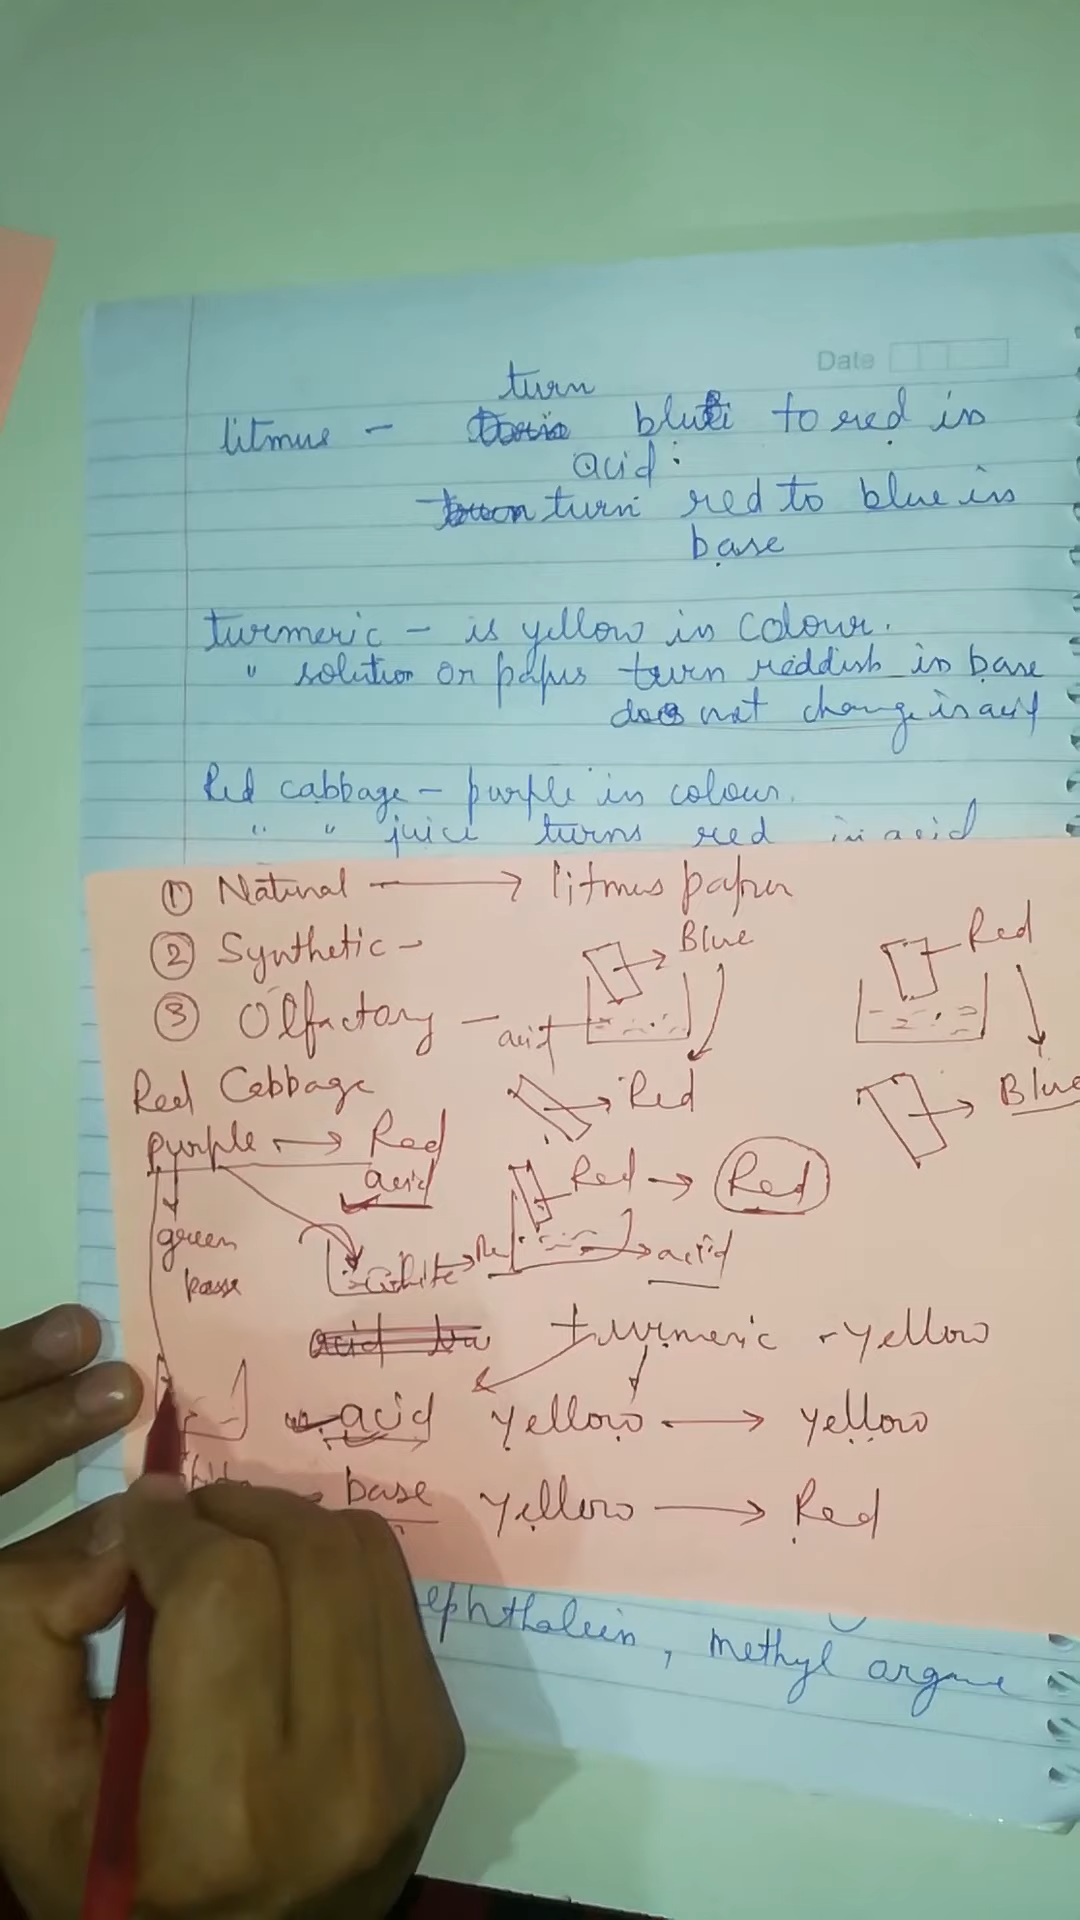 Date
turn
litmus - blue to red in
acid.
turn red to blue in
base
turmeric - is yellow in colour.
" solution or turn reddish in base
does not change in acid
Red cabbage - purple in colour.
" " juice turns red in acid
① Natural → litmus paper
② Synthetic -
Blue
Red
③ Olfactory -
acid
Red Cabbage
Red
Blue
purple → Red
acid
Red → Red
green
base
white → Re
acid
turmeric - yellow
acid yellow → yellow
base yellow → Red
ephthalein, methyl